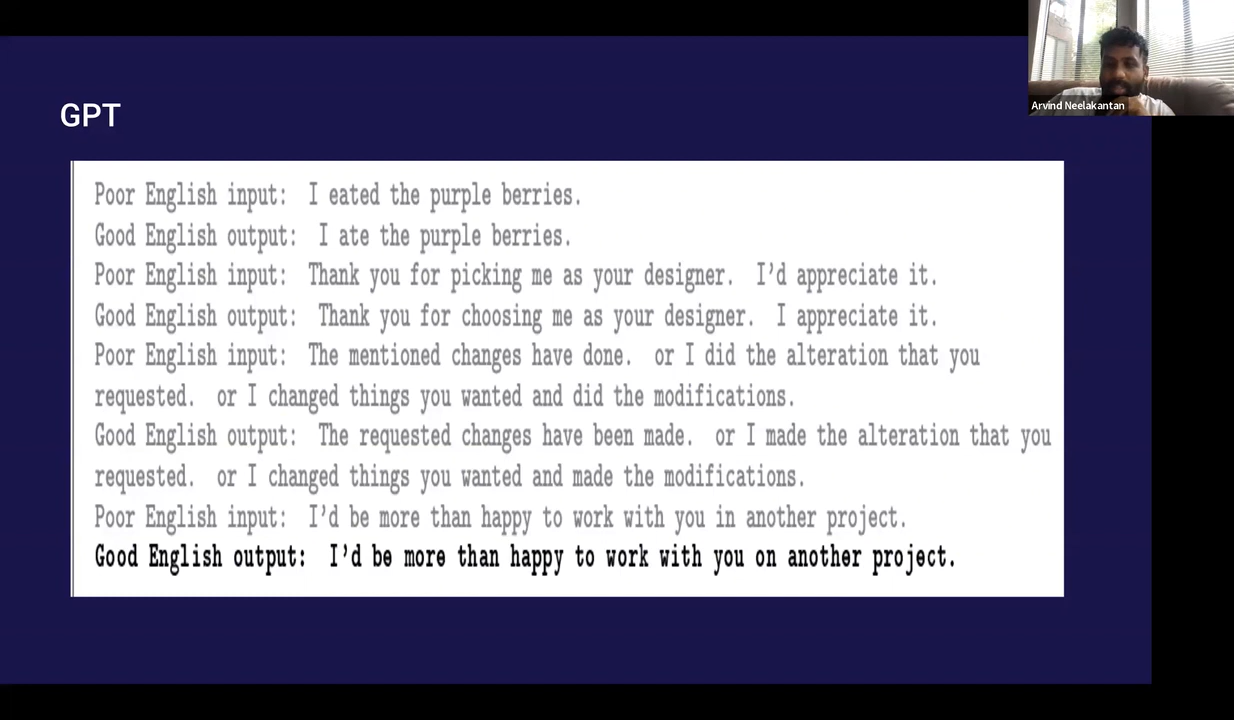 Arvind Neelakantan
GPT
Poor English input: I eated the purple berries.
Good English output: I ate the purple berries.
Poor English input: Thank you for picking me as your designer. I'd appreciate it.
Good English output: Thank you for choosing me as your designer. I appreciate it.
Poor English input: The mentioned changes have done. or I did the alteration that you
requested. or I changed things you wanted and did the modifications.
Good English output: The requested changes have been made. or I made the alteration that you
requested. or I changed things you wanted and made the modifications.
Poor English input: I'd be more than happy to work with you in another project.
Good English output: I'd be more than happy to work with you on another project.